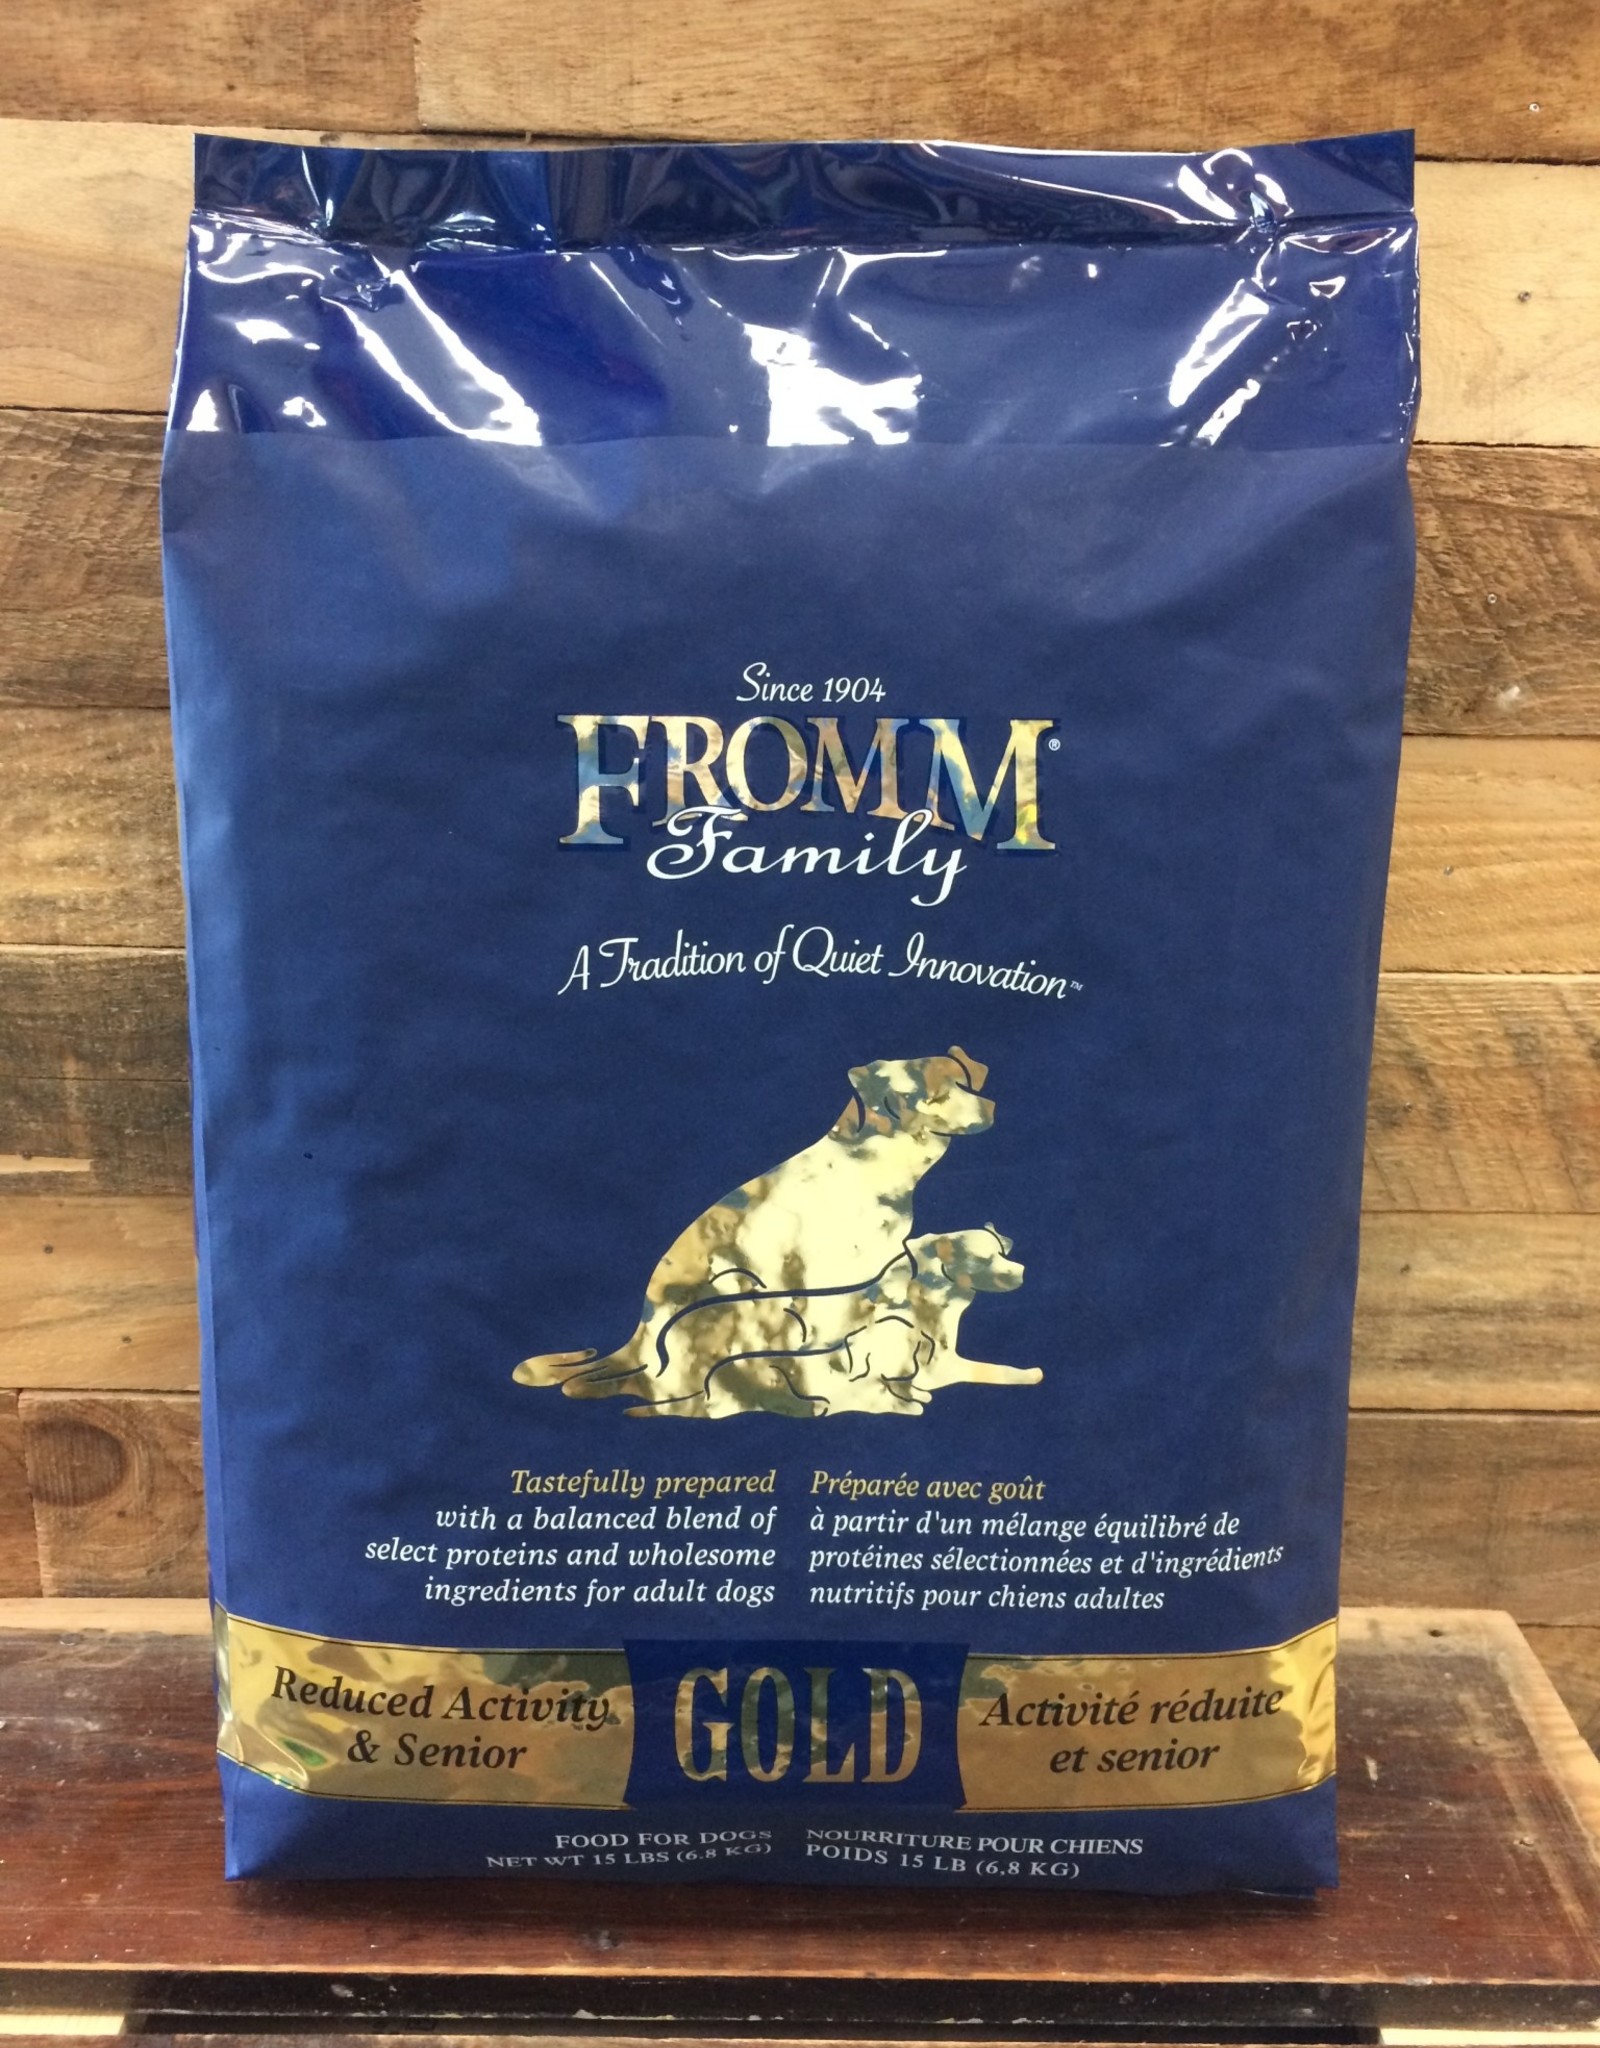 Since 1904
FROMM®
Family
A Tradition of Quiet Innovation™
Tastefully prepared
with a balanced blend of
select proteins and wholesome
ingredients for adult dogs
Préparée avec goût
à partir d'un mélange équilibré de
protéines sélectionnées et d'ingrédients
nutritifs pour chiens adultes
Reduced Activity
& Senior
GOLD
Activité réduite
et senior
FOOD FOR DOGS
NET WT 15 LBS (6.8 KG)
NOURRITURE POUR CHIENS
POIDS 15 LB (6,8 KG)